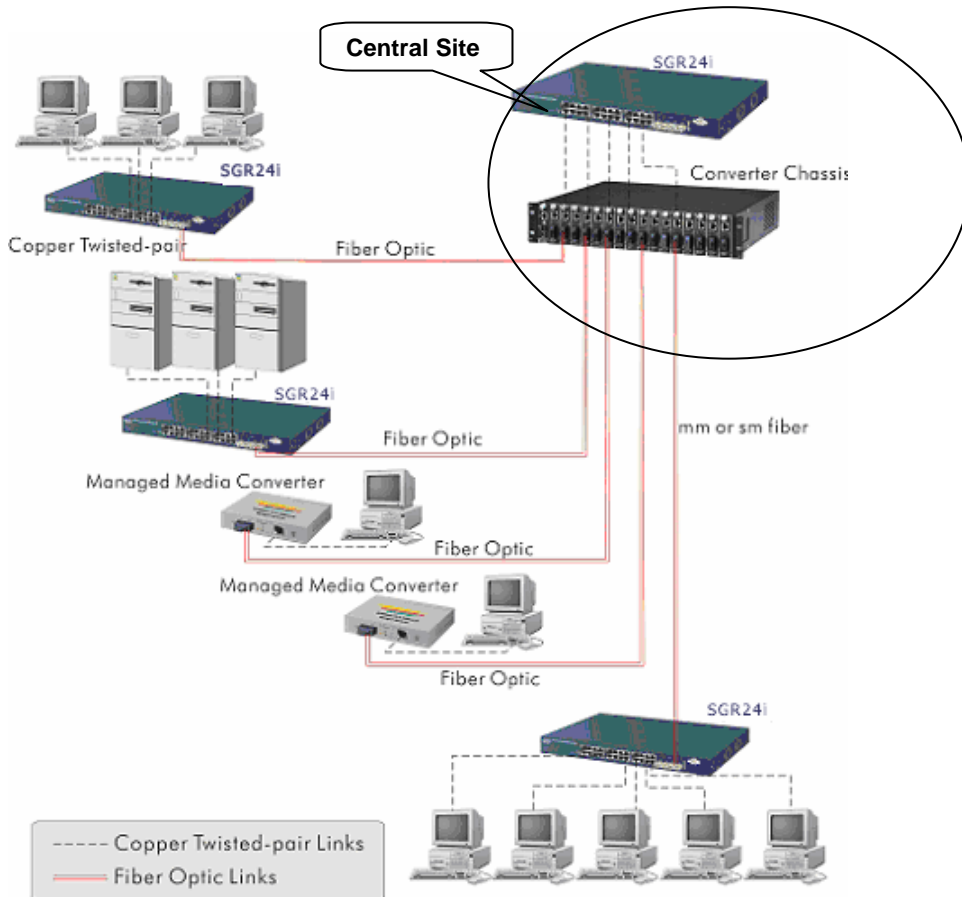 Central Site
SGR24i
SGR24i
Converter Chassis
Copper Twisted-pair
Fiber Optic
SGR24i
Fiber Optic
mm or sm fiber
Managed Media Converter
Fiber Optic
Managed Media Converter
Fiber Optic
SGR24i
Copper Twisted-pair Links
Fiber Optic Links